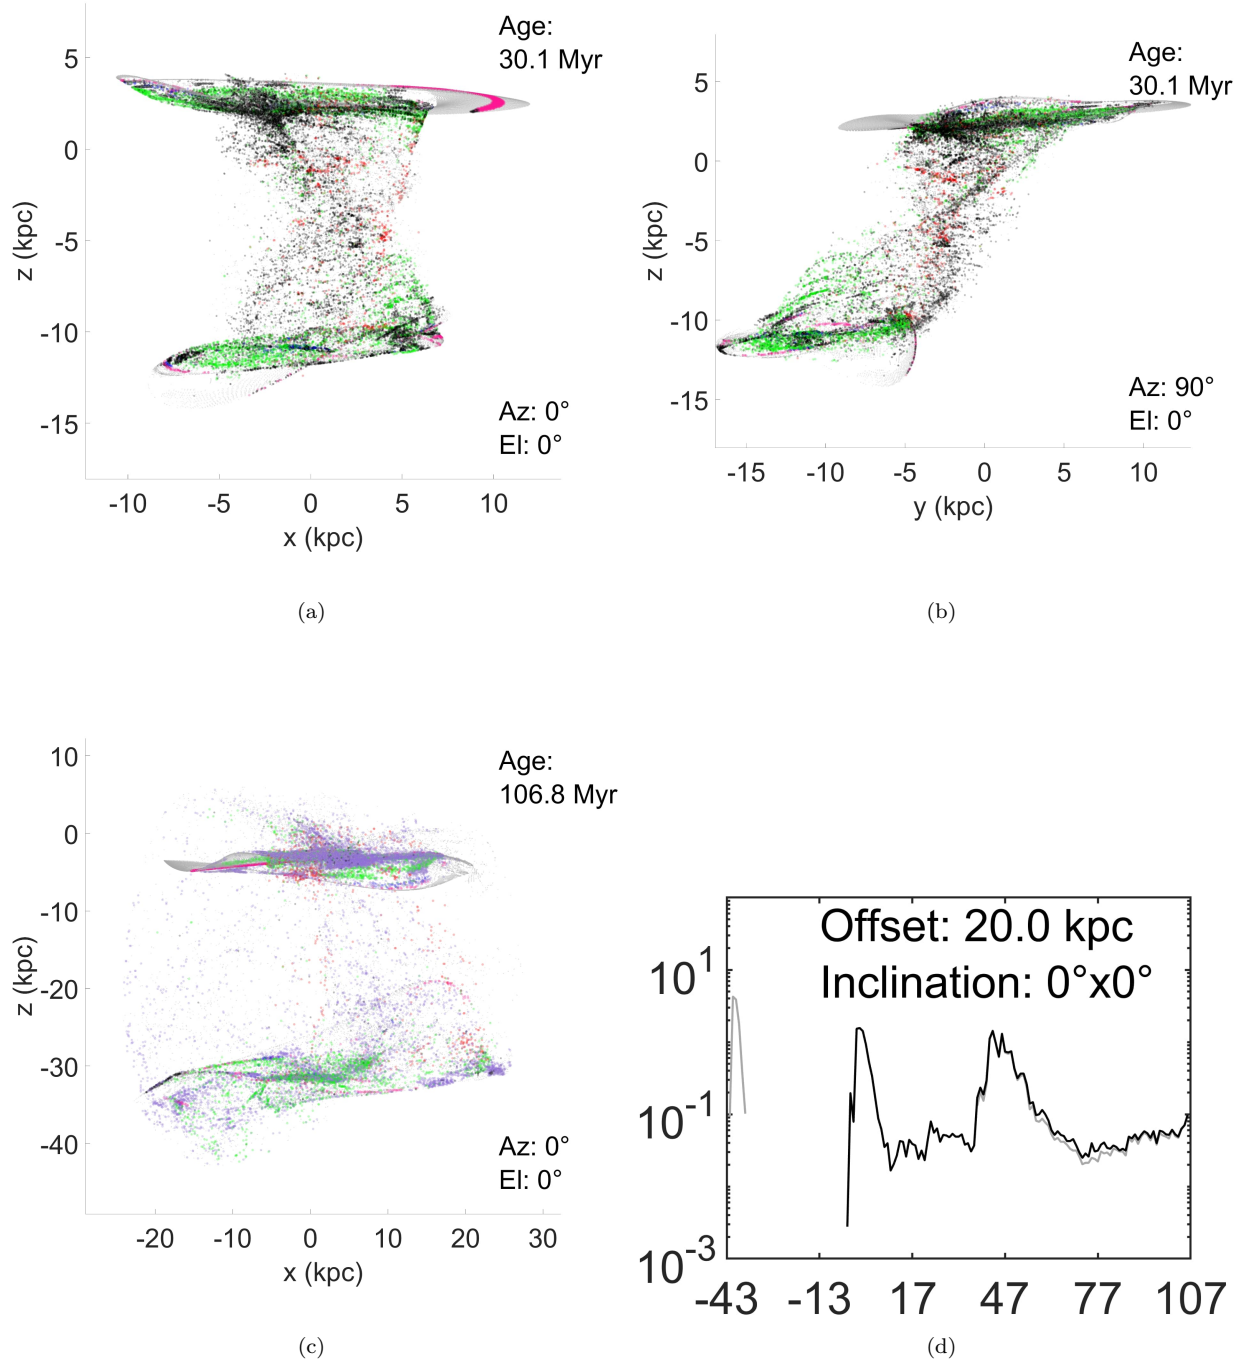 Age:
30.1 Myr
5
0
-5
-10
-15
z (kpc)
Az: 0°
El: 0°
-10 -5 0 5 10
x (kpc)
(a)
Age:
30.1 Myr
5
0
-5
-10
-15
z (kpc)
Az: 90°
El: 0°
-15 -10 -5 0 5 10
y (kpc)
(b)
Age:
106.8 Myr
10
0
-10
-20
-30
-40
z (kpc)
Az: 0°
El: 0°
-20 -10 0 10 20 30
x (kpc)
(c)
Offset: 20.0 kpc
Inclination: 0°x0°
10^1
10^-1
10^-3
-43 -13 17 47 77 107
(d)